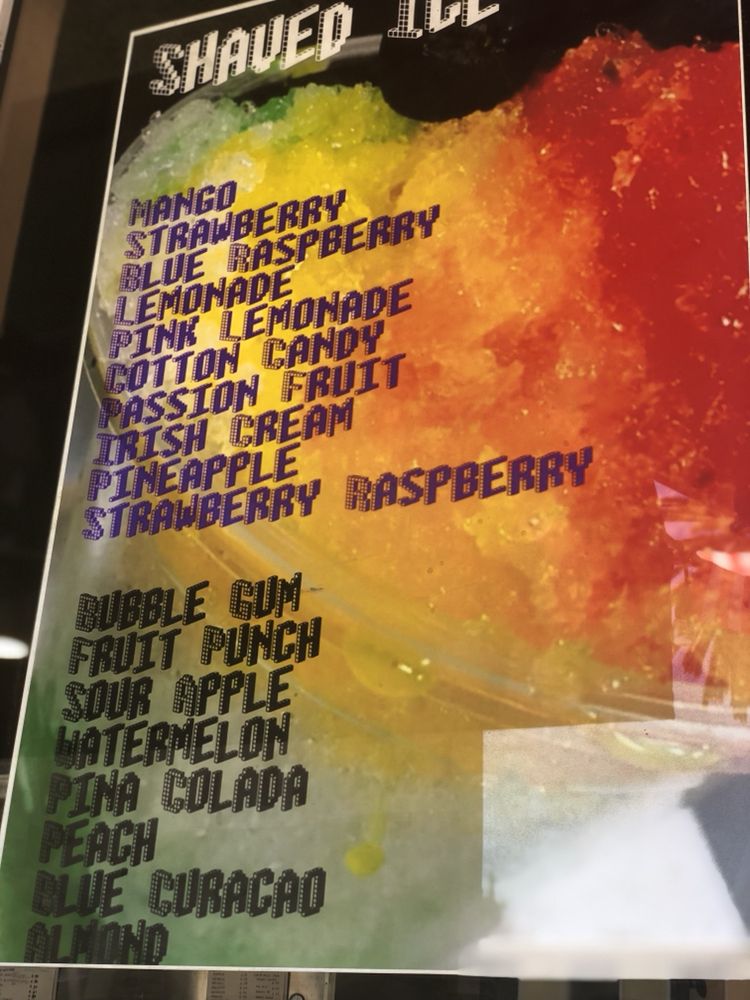 SHAVED ICE
MANGO
STRAWBERRY
BLUE RASPBERRY
LEMONADE
PINK LEMONADE
COTTON CANDY
PASSION FRUIT
IRISH CREAM
PINEAPPLE
STRAWBERRY RASPBERRY
BUBBLE GUM
FRUIT PUNCH
SOUR APPLE
WATERMELON
PINA COLADA
PEACH
BLUE CURACAO
ALMOND